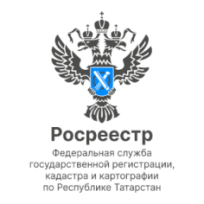 Росреестр
Федеральная служба
государственной регистрации,
кадастра и картографии
по Республике Татарстан